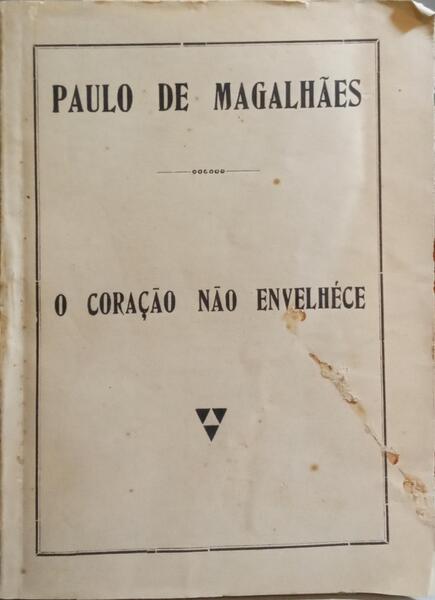 PAULO DE MAGALHÃES
O CORAÇÃO NÃO ENVELHÉCE